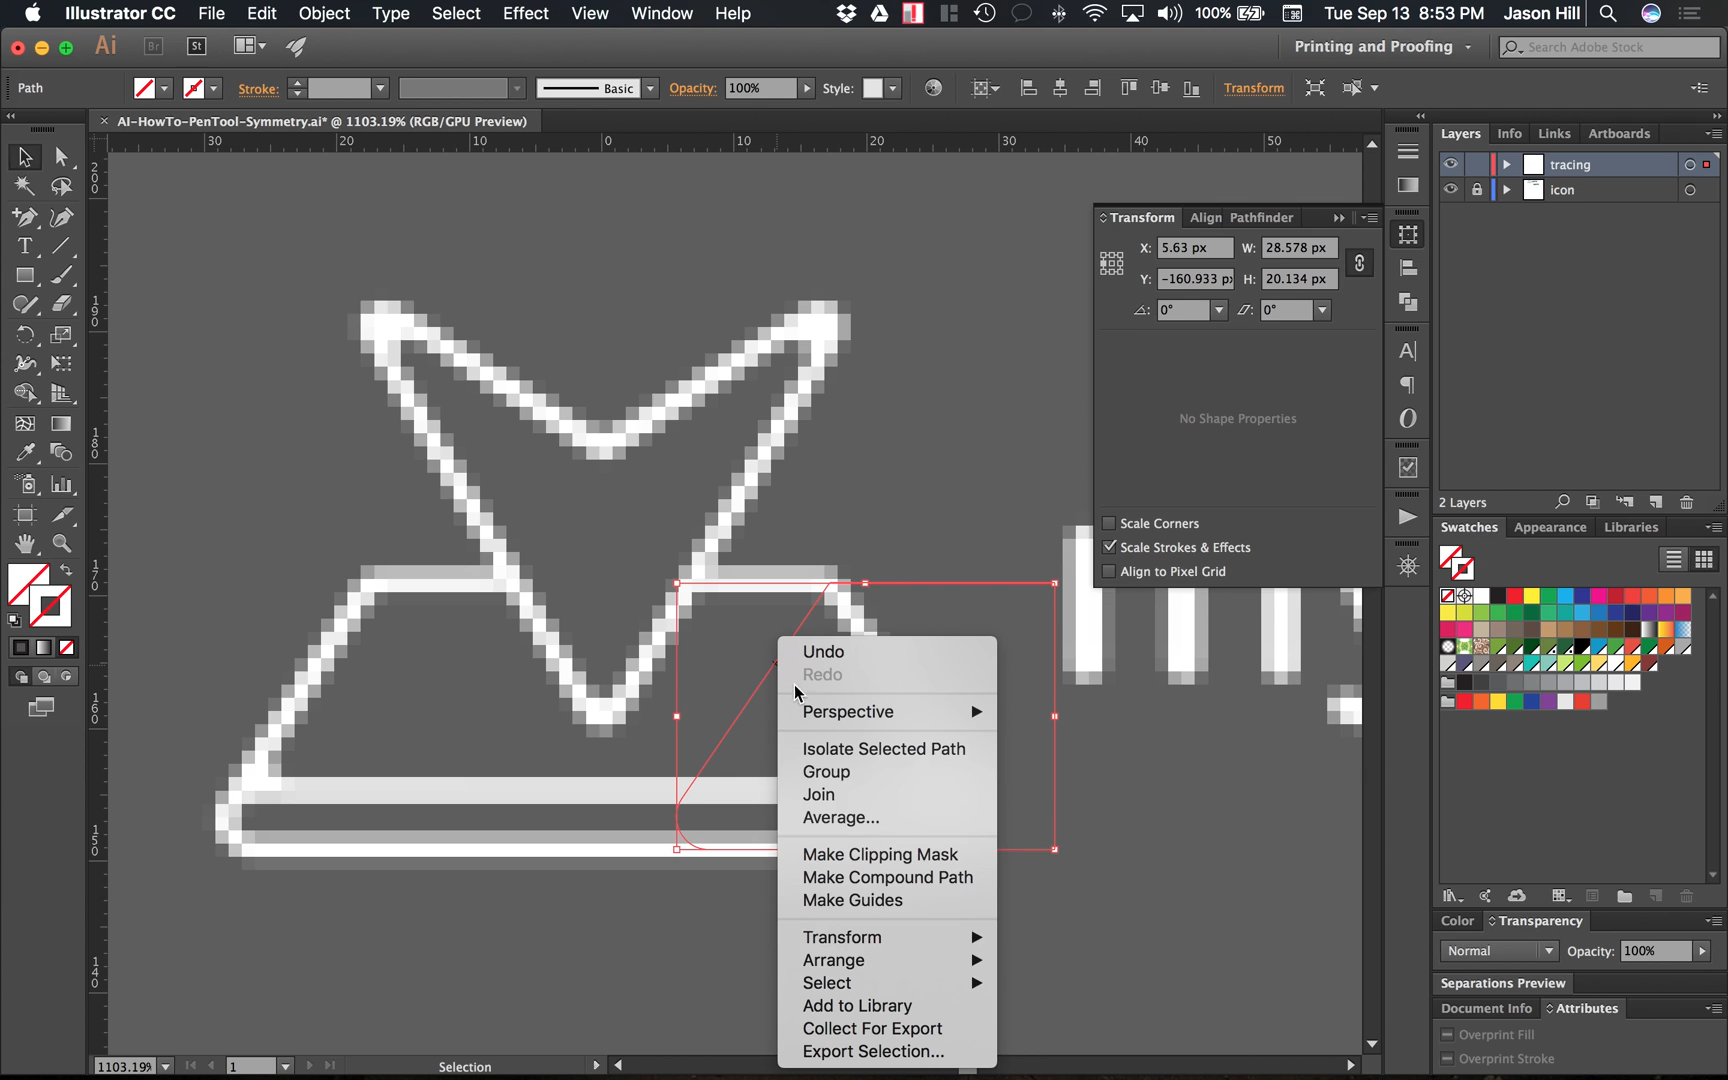 Illustrator CC File Edit Object Type Select Effect View Window Help 100% Tue Sep 13 8:53 PM Jason Hill
Ai Br St Printing and Proofing Search Adobe Stock
Path Stroke: Basic Opacity: 100% Style: Transform
× AI-HowTo-PenTool-Symmetry.ai* @ 1103.19% (RGB/GPU Preview)
30 20 10 0 10 20 30 40 50
200
190
180
170
160
150
140
Layers Info Links Artboards
tracing
icon
Transform Align Pathfinder
X: 5.63 px W: 28.578 px
Y: -160.933 px H: 20.134 px
0° 0°
No Shape Properties
Scale Corners
Scale Strokes & Effects
Align to Pixel Grid
2 Layers
Swatches Appearance Libraries
Undo
Redo
Perspective
Isolate Selected Path
Group
Join
Average...
Make Clipping Mask
Make Compound Path
Make Guides
Transform
Arrange
Select
Add to Library
Collect For Export
Export Selection...
Color Transparency
Normal Opacity: 100%
Separations Preview
Document Info Attributes
Overprint Fill
Overprint Stroke
1103.19% 1 Selection